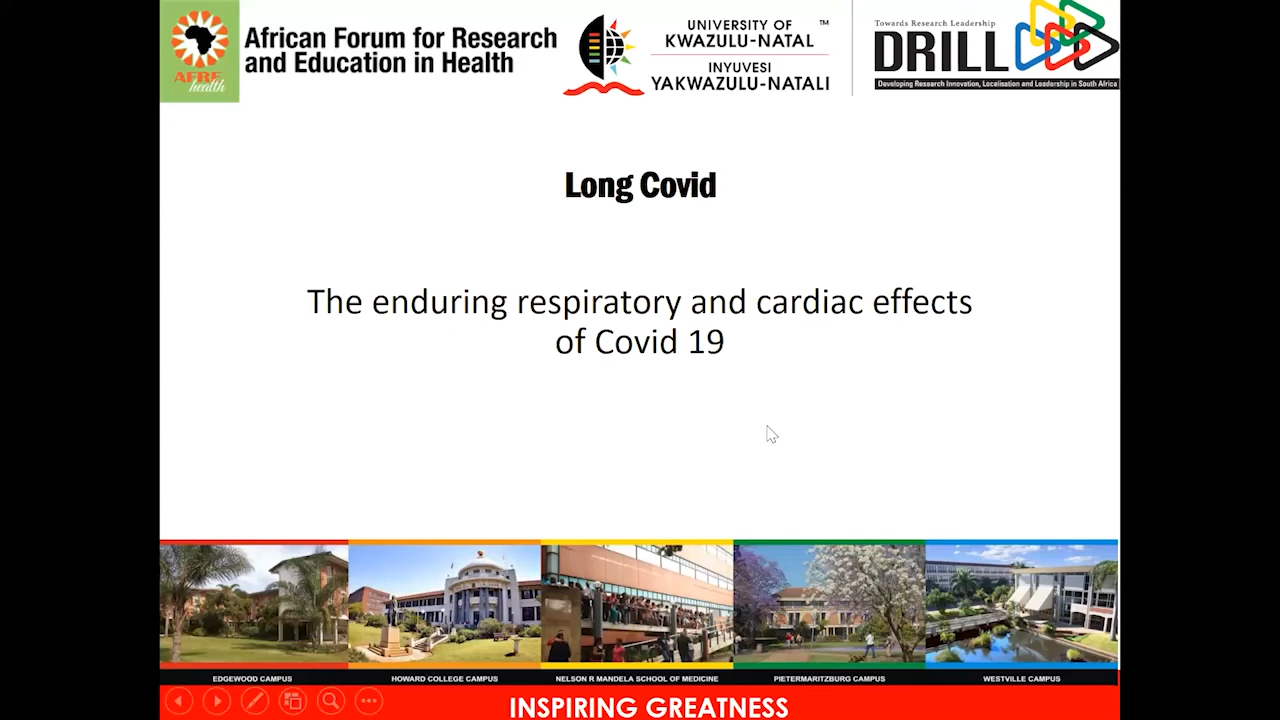 African Forum for Research
and Education in Health
AFRE
health
UNIVERSITY OF
KWAZULU-NATAL
INYUVESI
YAKWAZULU-NATALI
TM
Towards Research Leadership
DRILL
Developing Research Innovation, Localisation and Leadership in South Africa
Long Covid
The enduring respiratory and cardiac effects
of Covid 19
EDGEWOOD CAMPUS
HOWARD COLLEGE CAMPUS
NELSON R MANDELA SCHOOL OF MEDICINE
PIETERMARITZBURG CAMPUS
WESTVILLE CAMPUS
INSPIRING GREATNESS